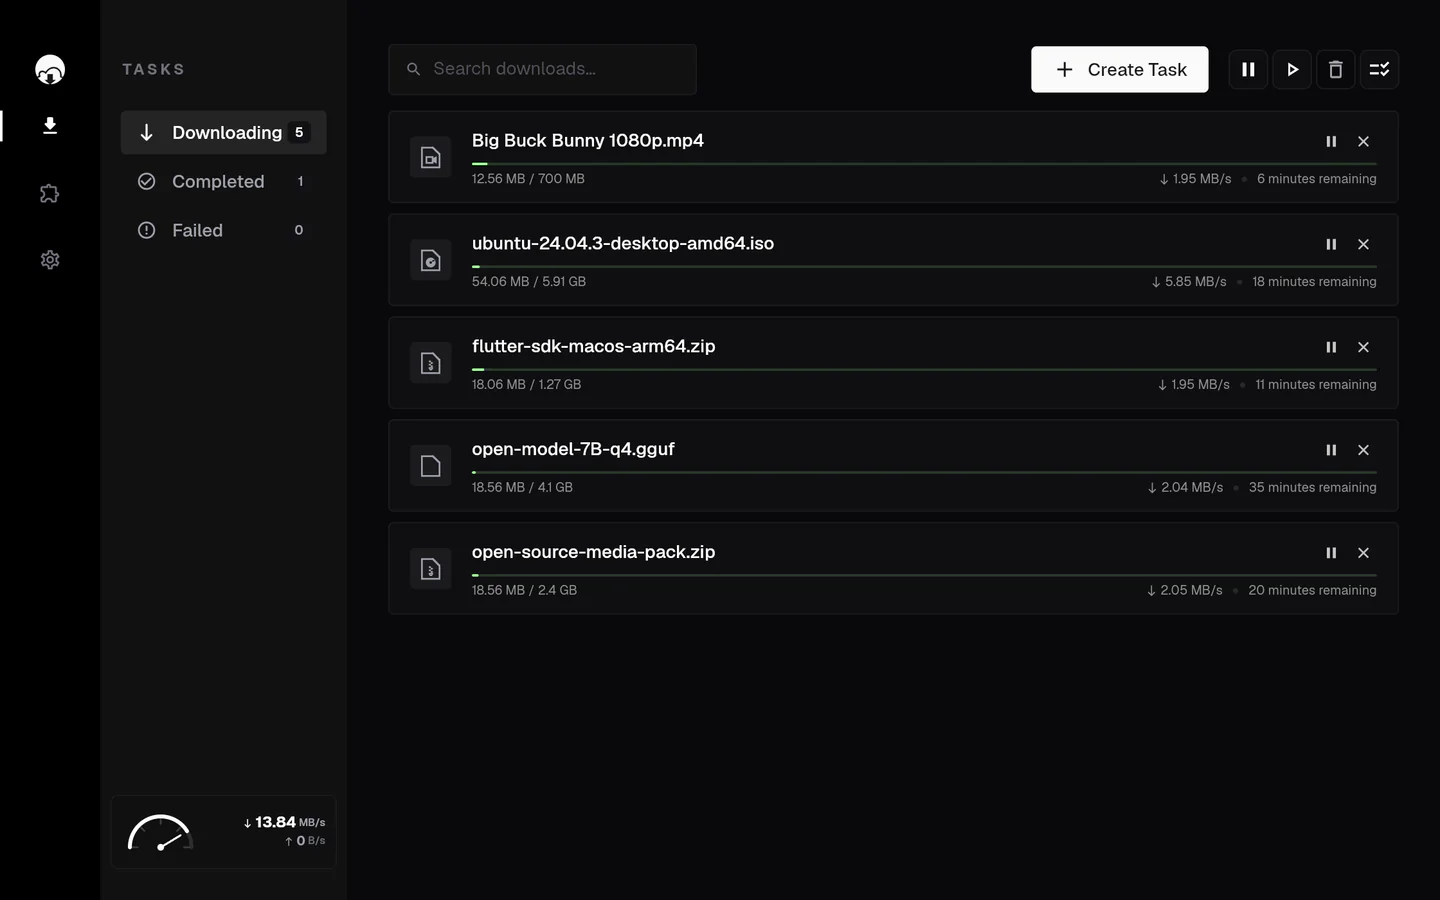 TASKS
Downloading 5
Completed 1
Failed 0
↓ 13.84 MB/s
↑ 0 B/s
Search downloads...
Create Task
Big Buck Bunny 1080p.mp4
12.56 MB / 700 MB ↓ 1.95 MB/s • 6 minutes remaining
ubuntu-24.04.3-desktop-amd64.iso
54.06 MB / 5.91 GB ↓ 5.85 MB/s • 18 minutes remaining
flutter-sdk-macos-arm64.zip
18.06 MB / 1.27 GB ↓ 1.95 MB/s • 11 minutes remaining
open-model-7B-q4.gguf
18.56 MB / 4.1 GB ↓ 2.04 MB/s • 35 minutes remaining
open-source-media-pack.zip
18.56 MB / 2.4 GB ↓ 2.05 MB/s • 20 minutes remaining